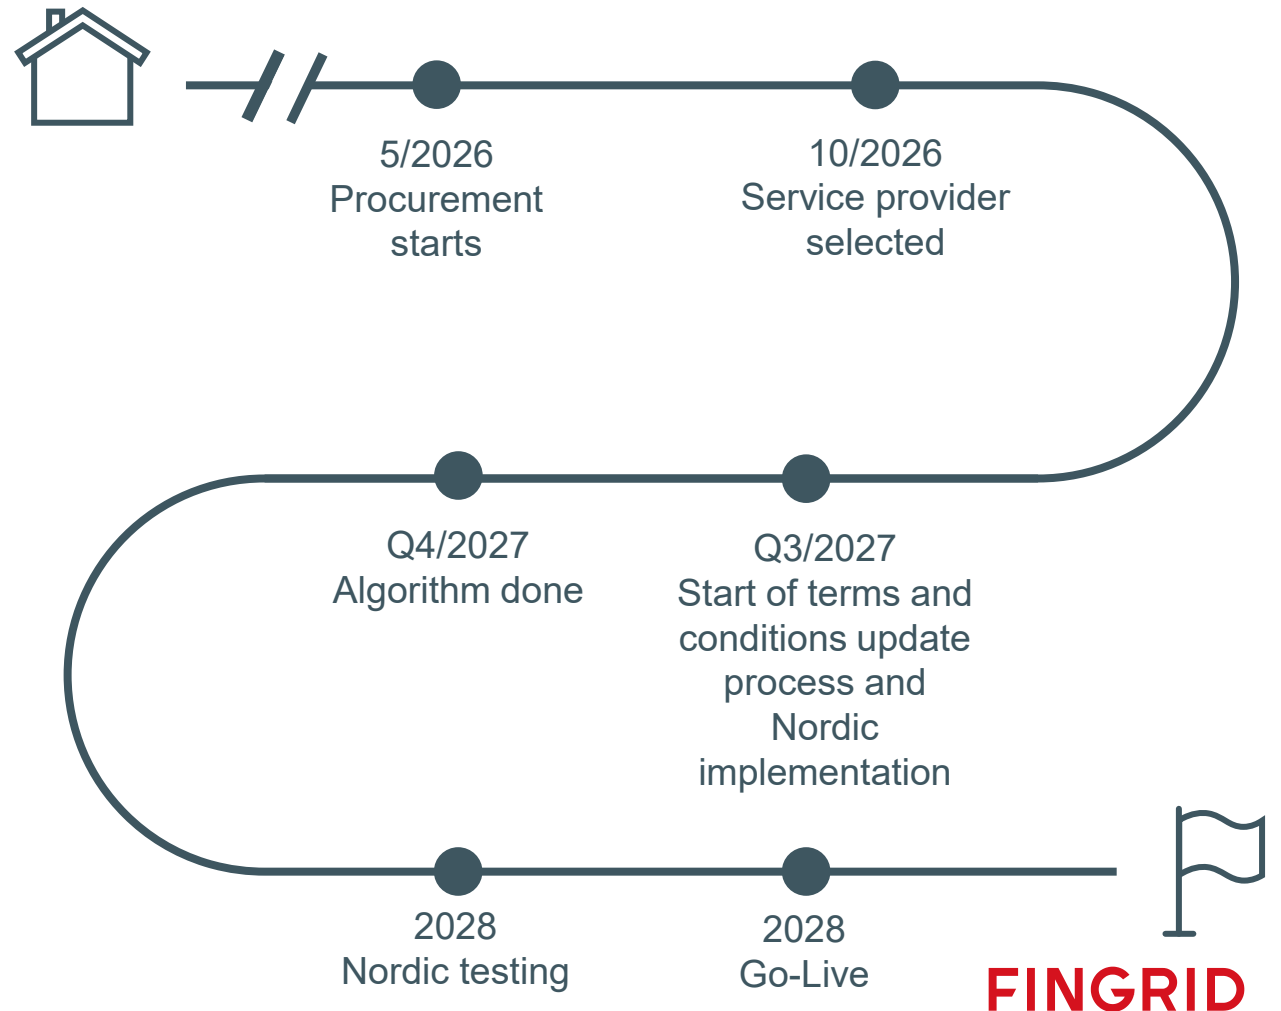 5/2026
Procurement
starts
10/2026
Service provider
selected
Q3/2027
Start of terms and
conditions update
process and
Nordic
implementation
Q4/2027
Algorithm done
2028
Nordic testing
2028
Go-Live
FINGRID